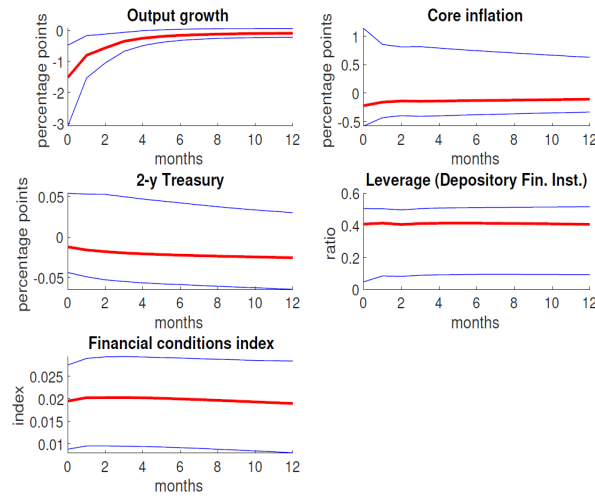 Output growth
percentage points
0
-1
-2
-3
0 2 4 6 8 10 12
months
Core inflation
percentage points
1
0.5
0
-0.5
0 2 4 6 8 10 12
months
2-y Treasury
percentage points
0.05
0
-0.05
0 2 4 6 8 10 12
months
Leverage (Depository Fin. Inst.)
ratio
0.6
0.4
0.2
0
0 2 4 6 8 10 12
months
Financial conditions index
index
0.025
0.02
0.015
0.01
0 2 4 6 8 10 12
months